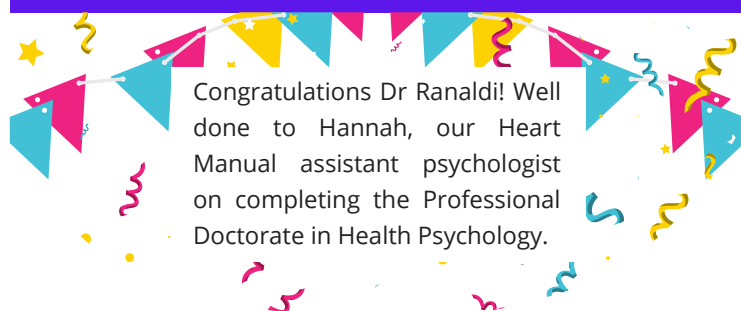 Congratulations Dr Ranaldi! Well
done to Hannah, our Heart
Manual assistant psychologist
on completing the Professional
Doctorate in Health Psychology.